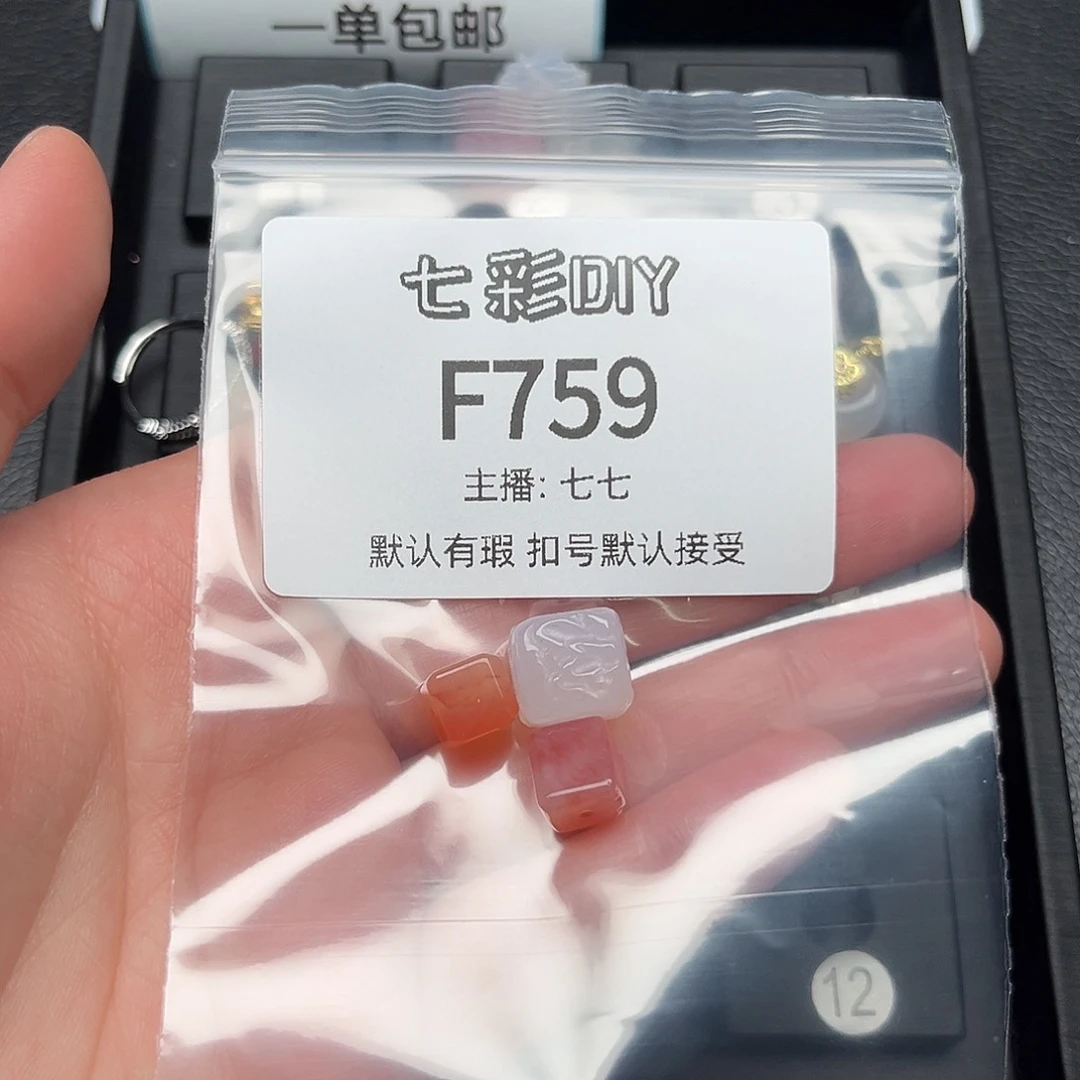 一单包邮
七彩DIY
F759
主播: 七七
默认有瑕 扣号默认接受
12